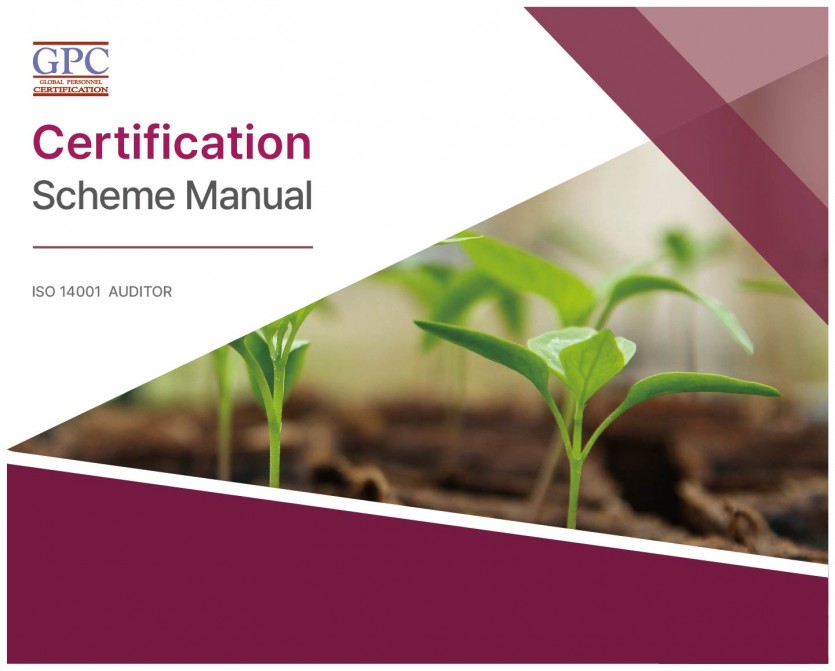 GPC
GLOBAL PERSONNEL
CERTIFICATION
Certification
Scheme Manual
ISO 14001 AUDITOR